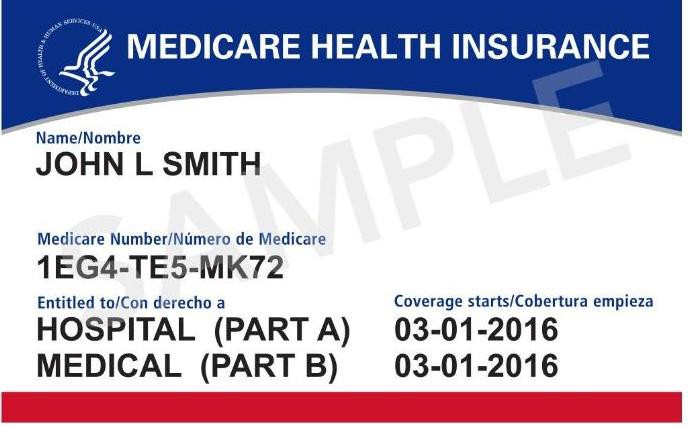 DEPARTMENT OF HEALTH & HUMAN SERVICES·USA
MEDICARE HEALTH INSURANCE
SAMPLE
Name/Nombre
JOHN L SMITH
Medicare Number/Número de Medicare
1EG4-TE5-MK72
Entitled to/Con derecho a Coverage starts/Cobertura empieza
HOSPITAL (PART A) 03-01-2016
MEDICAL (PART B) 03-01-2016